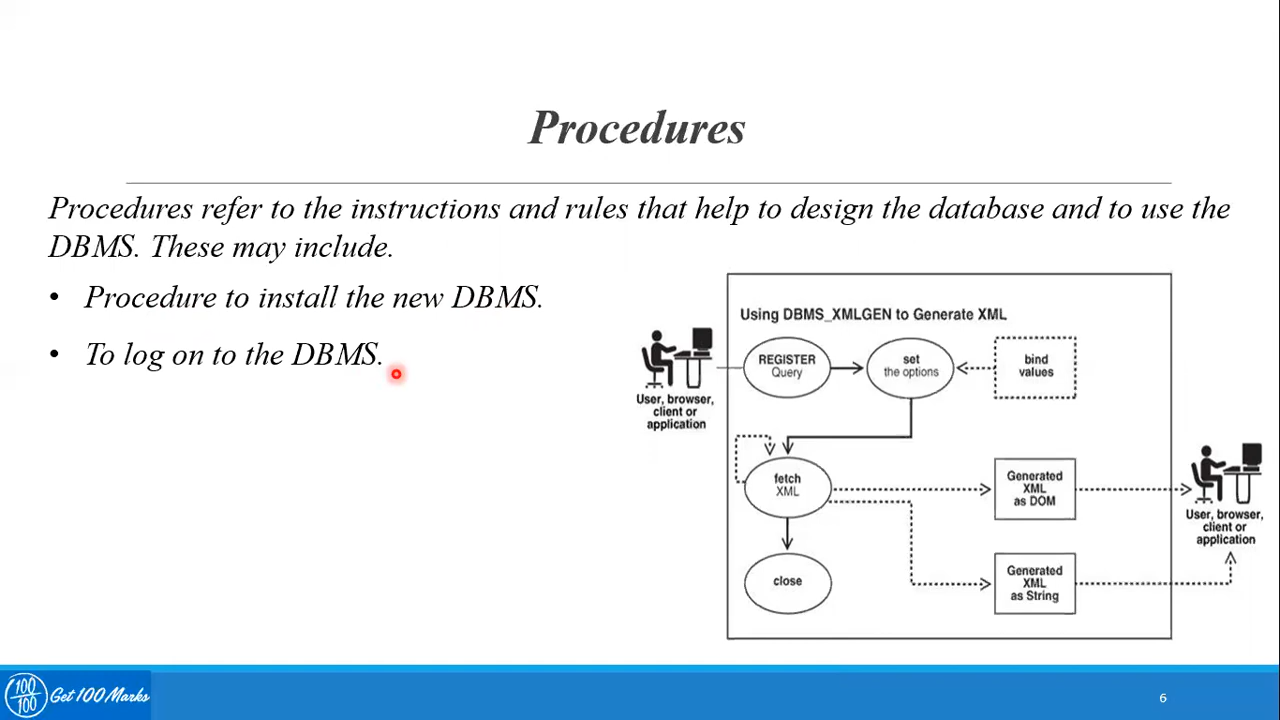 Procedures
Procedures refer to the instructions and rules that help to design the database and to use the
DBMS. These may include.
• Procedure to install the new DBMS.
• To log on to the DBMS.
Using DBMS_XMLGEN to Generate XML
User, browser,
client or
application
REGISTER
Query
set
the options
bind
values
fetch
XML
Generated
XML
as DOM
User, browser,
client or
application
close
Generated
XML
as String
100
100
Get 100 Marks
6